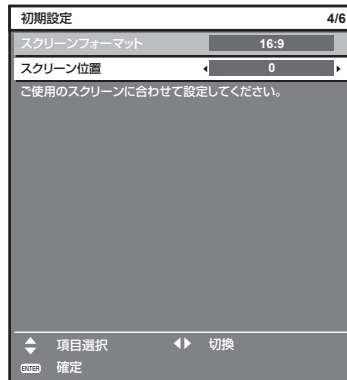 初期設定 4/6
スクリーンフォーマット 16:9
スクリーン位置 0
ご使用のスクリーンに合わせて設定してください。
項目選択 切換
ENTER 確定